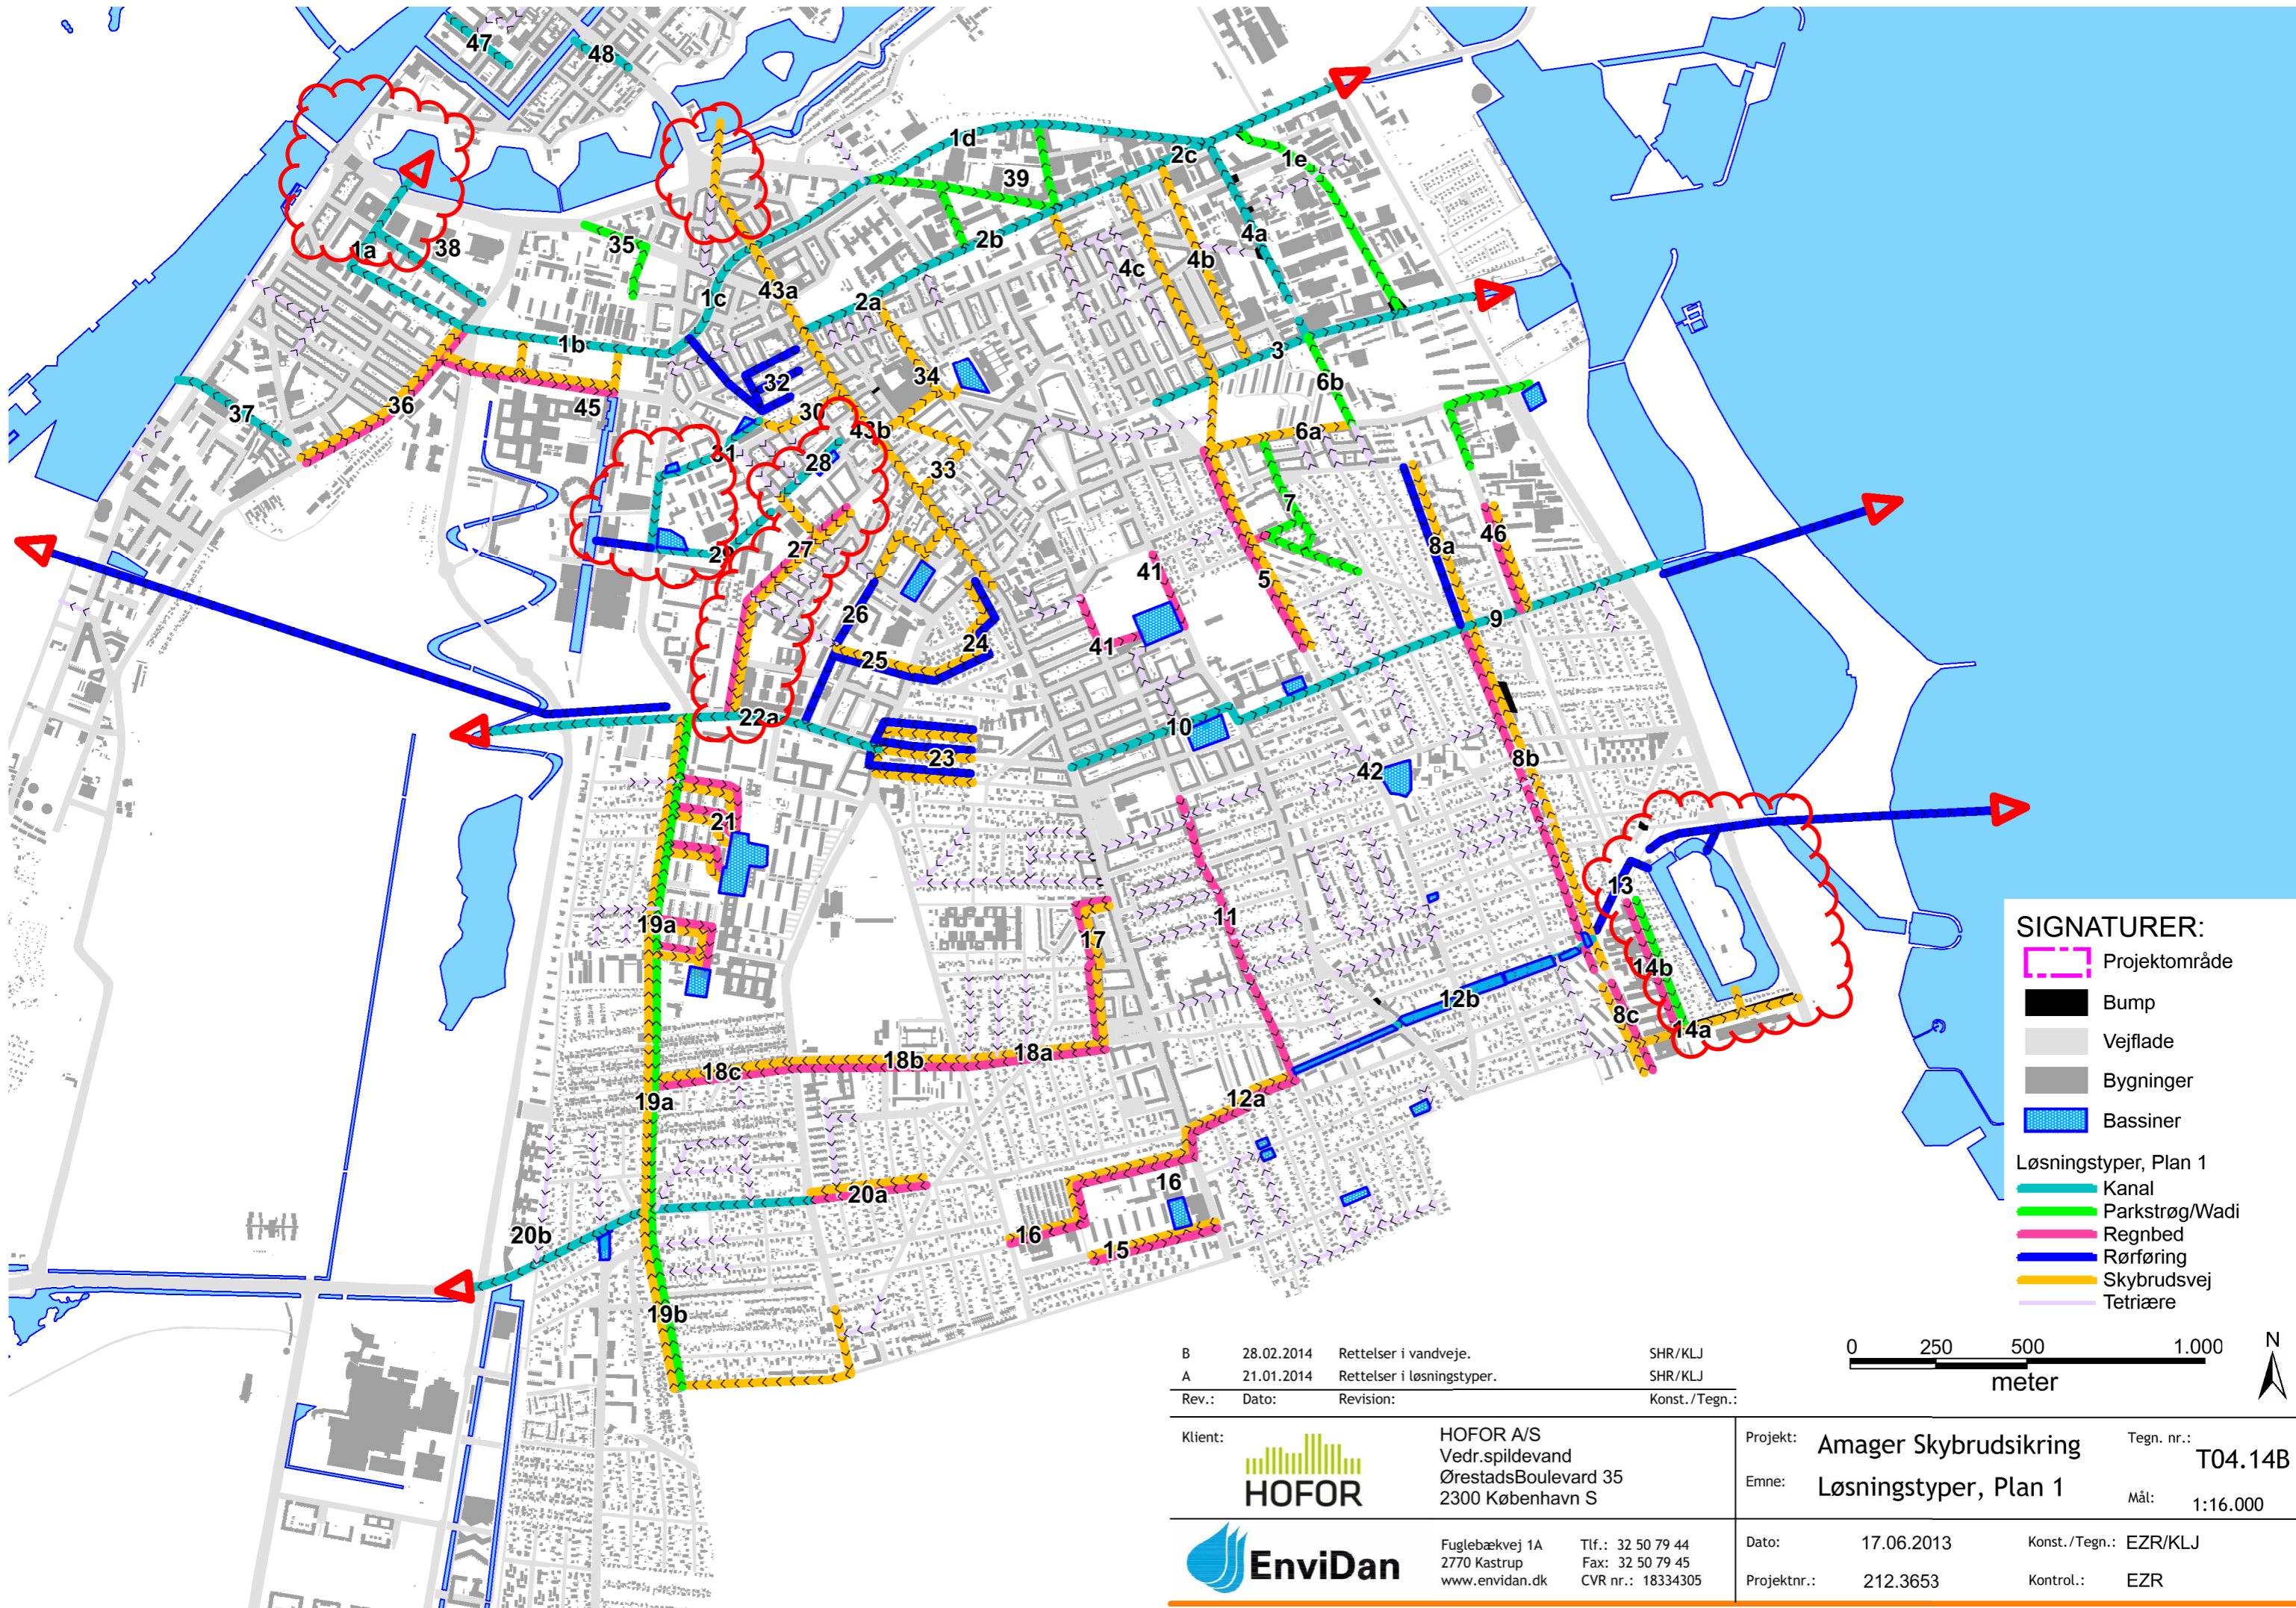 47
48
1d
2c
1e
39
38
1a
35
2b
4a
4b
4c
1c
43a
2a
1b
3
32
34
6b
37
36
45
30
43b
6a
31
28
33
7
29
27
8a
46
41
5
26
9
24
41
25
22a
10
23
42
8b
21
13
19a
11
17
14b
12b
8c
14a
18a
18b
18c
19a
12a
16
20a
20b
16
15
19b
SIGNATURER:
Projektområde
Bump
Vejflade
Bygninger
Bassiner
Løsningstyper, Plan 1
Kanal
Parkstrøg/Wadi
Regnbed
Rørføring
Skybrudsvej
Tetriære
0 250 500 1.000
meter
N
B 28.02.2014 Rettelser i vandveje. SHR/KLJ
A 21.01.2014 Rettelser i løsningstyper. SHR/KLJ
Rev.: Dato: Revision: Konst./Tegn.:
Klient:
HOFOR
HOFOR A/S
Vedr.spildevand
ØrestadsBoulevard 35
2300 København S
Projekt: Amager Skybrudsikring
Emne: Løsningstyper, Plan 1
Tegn. nr.: T04.14B
Mål: 1:16.000
EnviDan
Fuglebækvej 1A Tlf.: 32 50 79 44
2770 Kastrup Fax: 32 50 79 45
www.envidan.dk CVR nr.: 18334305
Dato: 17.06.2013 Konst./Tegn.: EZR/KLJ
Projektnr.: 212.3653 Kontrol.: EZR